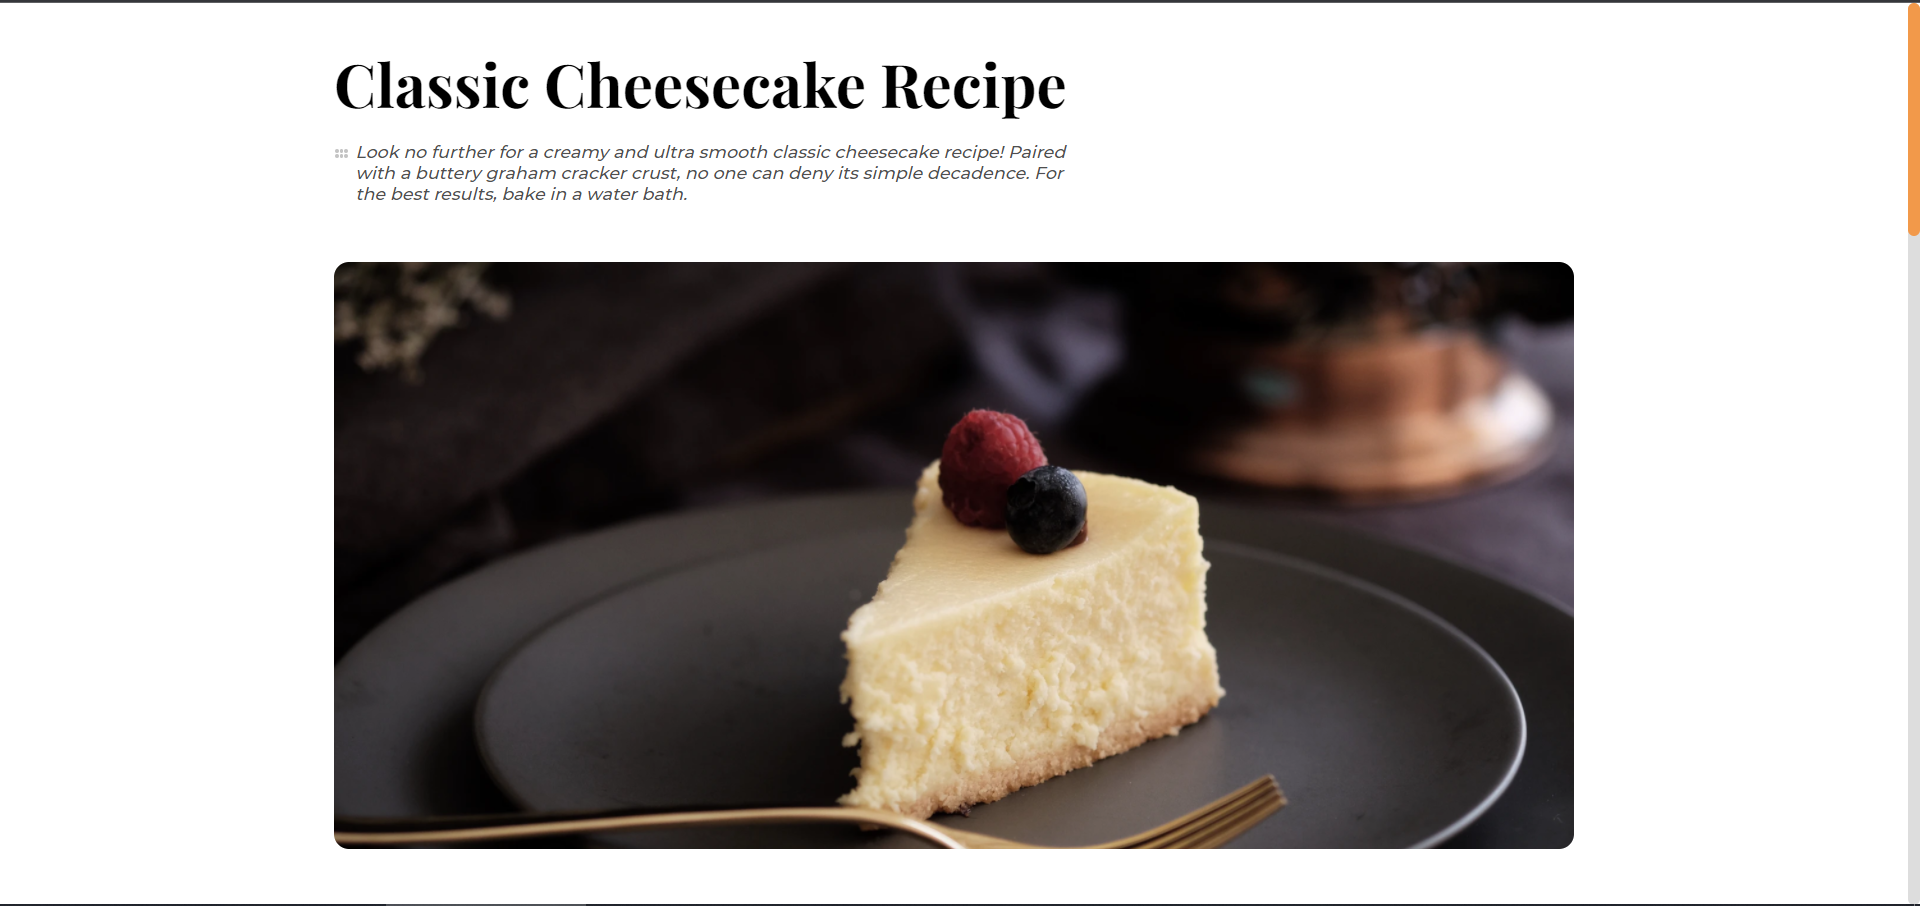 Classic Cheesecake Recipe
Look no further for a creamy and ultra smooth classic cheesecake recipe! Paired
with a buttery graham cracker crust, no one can deny its simple decadence. For
the best results, bake in a water bath.